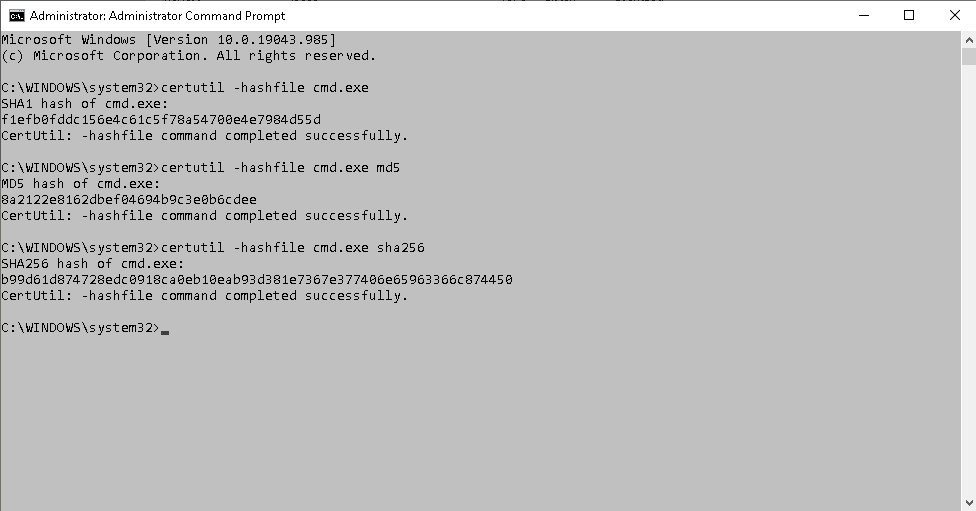 Administrator: Administrator Command Prompt
Microsoft Windows [Version 10.0.19043.985]
(c) Microsoft Corporation. All rights reserved.
C:\WINDOWS\system32>certutil -hashfile cmd.exe
SHA1 hash of cmd.exe:
f1efb0fddc156e4c61c5f78a54700e4e7984d55d
CertUtil: -hashfile command completed successfully.
C:\WINDOWS\system32>certutil -hashfile cmd.exe md5
MD5 hash of cmd.exe:
8a2122e8162dbef04694b9c3e0b6cdee
CertUtil: -hashfile command completed successfully.
C:\WINDOWS\system32>certutil -hashfile cmd.exe sha256
SHA256 hash of cmd.exe:
b99d61d874728edc0918ca0eb10eab93d381e7367e377406e65963366c874450
CertUtil: -hashfile command completed successfully.
C:\WINDOWS\system32>